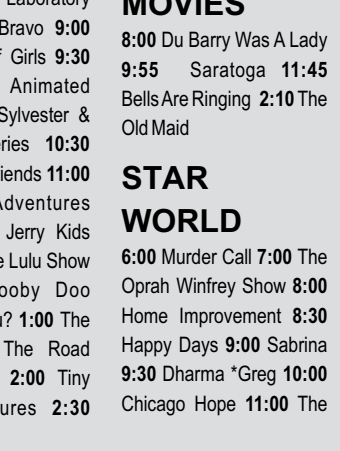 Laboratory
Bravo 9:00
Girls 9:30
Animated
Sylvester &
10:30
11:00
Adventures
Jerry Kids
Lulu Show
Doo
1:00 The
The Road
2:00 Tiny
2:30
MOVIES
8:00 Du Barry Was A Lady
9:55 Saratoga 11:45
Bells Are Ringing 2:10 The
Old Maid
STAR
WORLD
6:00 Murder Call 7:00 The
Oprah Winfrey Show 8:00
Home Improvement 8:30
Happy Days 9:00 Sabrina
9:30 Dharma *Greg 10:00
Chicago Hope 11:00 The